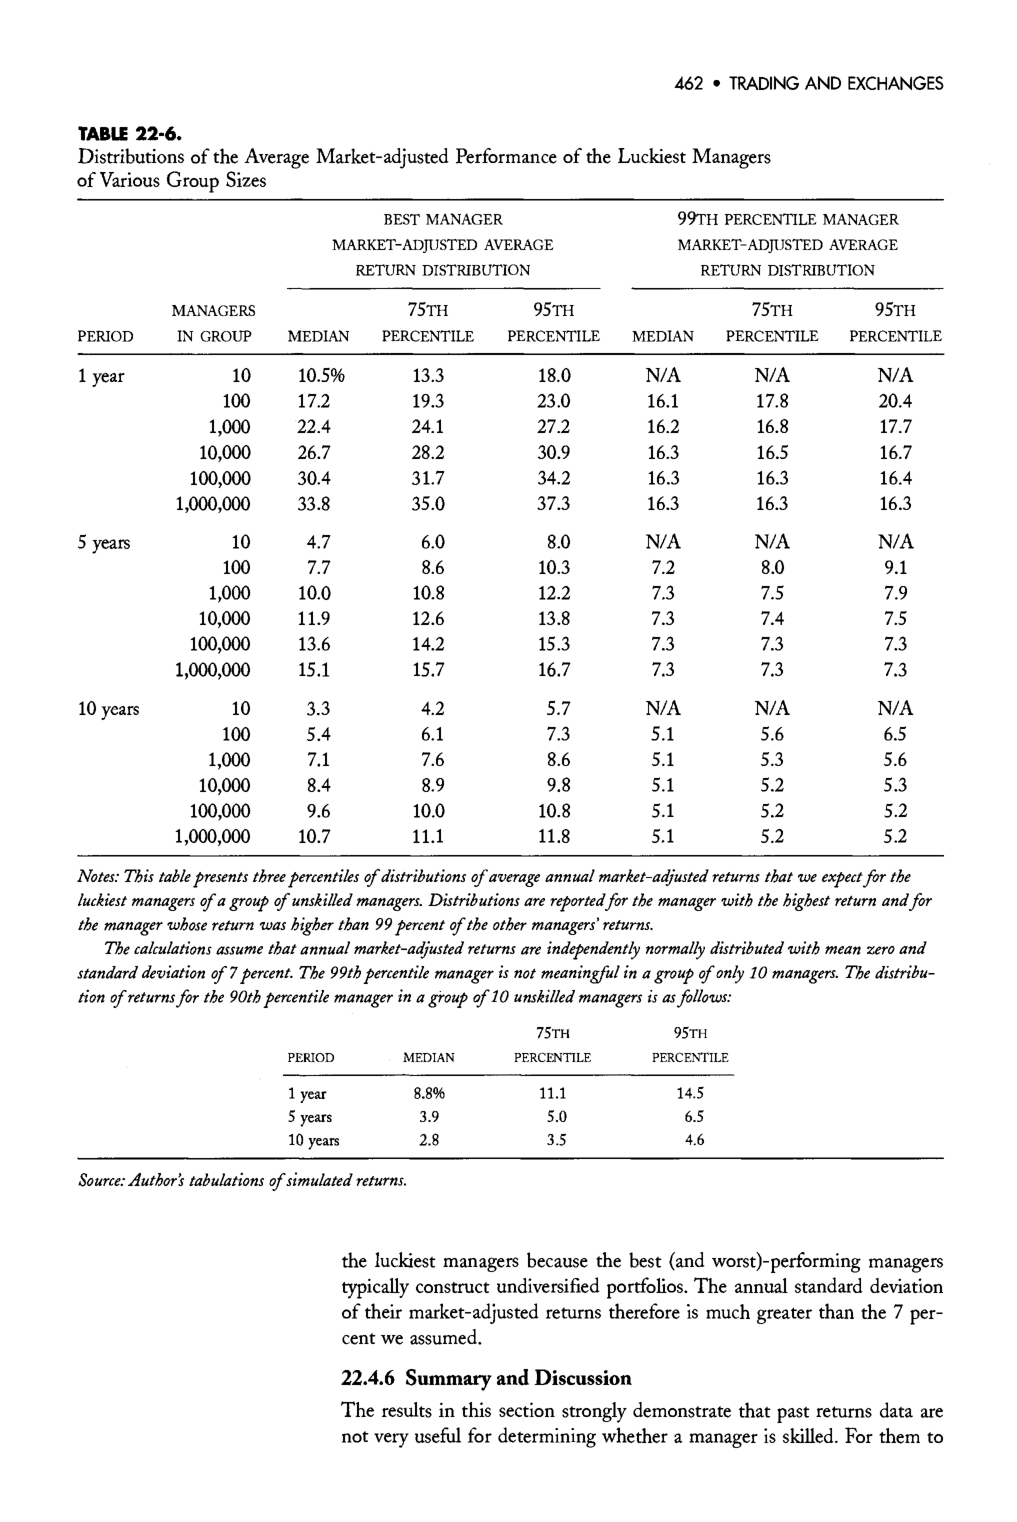 462 • TRADING AND EXCHANGES
TABLE 22-6.
Distributions of the Average Market-adjusted Performance of the Luckiest Managers
of Various Group Sizes
BEST MANAGER 99TH PERCENTILE MANAGER
MARKET-ADJUSTED AVERAGE MARKET-ADJUSTED AVERAGE
RETURN DISTRIBUTION RETURN DISTRIBUTION
MANAGERS 75TH 95TH 75TH 95TH
PERIOD IN GROUP MEDIAN PERCENTILE PERCENTILE MEDIAN PERCENTILE PERCENTILE
1 year 10 10.5% 13.3 18.0 N/A N/A N/A
100 17.2 19.3 23.0 16.1 17.8 20.4
1,000 22.4 24.1 27.2 16.2 16.8 17.7
10,000 26.7 28.2 30.9 16.3 16.5 16.7
100,000 30.4 31.7 34.2 16.3 16.3 16.4
1,000,000 33.8 35.0 37.3 16.3 16.3 16.3
5 years 10 4.7 6.0 8.0 N/A N/A N/A
100 7.7 8.6 10.3 7.2 8.0 9.1
1,000 10.0 10.8 12.2 7.3 7.5 7.9
10,000 11.9 12.6 13.8 7.3 7.4 7.5
100,000 13.6 14.2 15.3 7.3 7.3 7.3
1,000,000 15.1 15.7 16.7 7.3 7.3 7.3
10 years 10 3.3 4.2 5.7 N/A N/A N/A
100 5.4 6.1 7.3 5.1 5.6 6.5
1,000 7.1 7.6 8.6 5.1 5.3 5.6
10,000 8.4 8.9 9.8 5.1 5.2 5.3
100,000 9.6 10.0 10.8 5.1 5.2 5.2
1,000,000 10.7 11.1 11.8 5.1 5.2 5.2
Notes: This table presents three percentiles of distributions of average annual market-adjusted returns that we expect for the
luckiest managers of a group of unskilled managers. Distributions are reported for the manager with the highest return and for
the manager whose return was higher than 99 percent of the other managers' returns.
The calculations assume that annual market-adjusted returns are independently normally distributed with mean zero and
standard deviation of 7 percent. The 99th percentile manager is not meaningful in a group of only 10 managers. The distribu-
tion of returns for the 90th percentile manager in a group of 10 unskilled managers is as follows:
75TH 95TH
PERIOD MEDIAN PERCENTILE PERCENTILE
1 year 8.8% 11.1 14.5
5 years 3.9 5.0 6.5
10 years 2.8 3.5 4.6
Source: Author's tabulations of simulated returns.
the luckiest managers because the best (and worst)-performing managers
typically construct undiversified portfolios. The annual standard deviation
of their market-adjusted returns therefore is much greater than the 7 per-
cent we assumed.
22.4.6 Summary and Discussion
The results in this section strongly demonstrate that past returns data are
not very useful for determining whether a manager is skilled. For them to